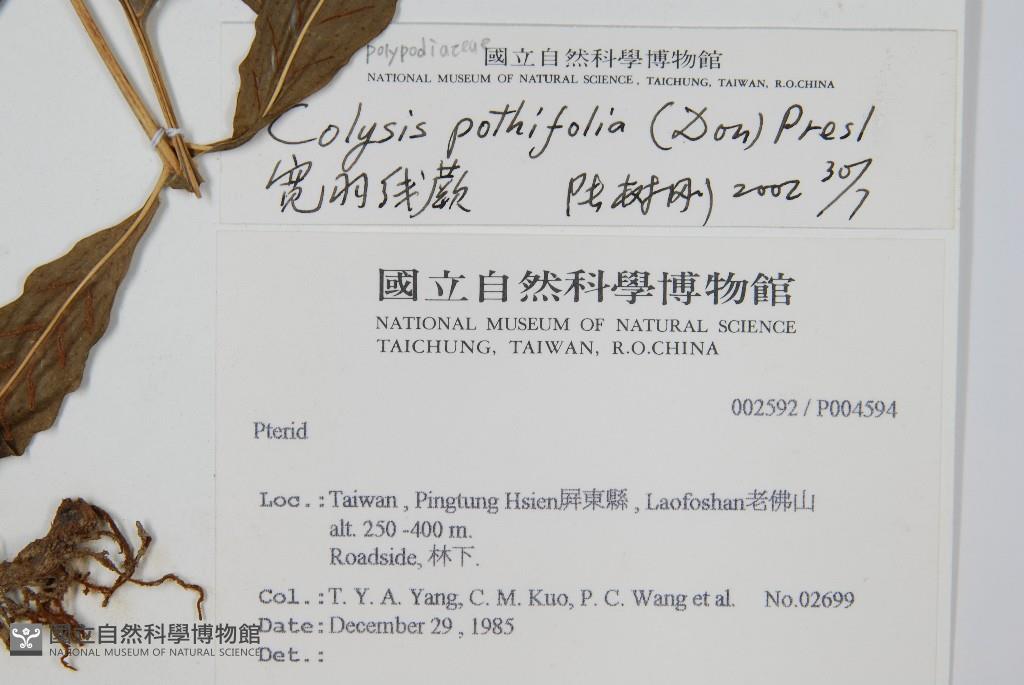 polypodiaceae
國立自然科學博物館
NATIONAL MUSEUM OF NATURAL SCIENCE, TAICHUNG, TAIWAN, R.O.CHINA
Colysis pothifolia (Don) Presl
宽羽线蕨 陆树刚 2002 30/7
國立自然科學博物館
NATIONAL MUSEUM OF NATURAL SCIENCE
TAICHUNG, TAIWAN, R.O.CHINA
002592 / P004594
Pterid
Loc.: Taiwan , Pingtung Hsien屏東縣 , Laofoshan老佛山
alt. 250 -400 m.
Roadside, 林下.
Col.: T. Y. A. Yang, C. M. Kuo, P. C. Wang et al. No.02699
Date: December 29 , 1985
Det.:
國立自然科學博物館
NATIONAL MUSEUM OF NATURAL SCIENCE